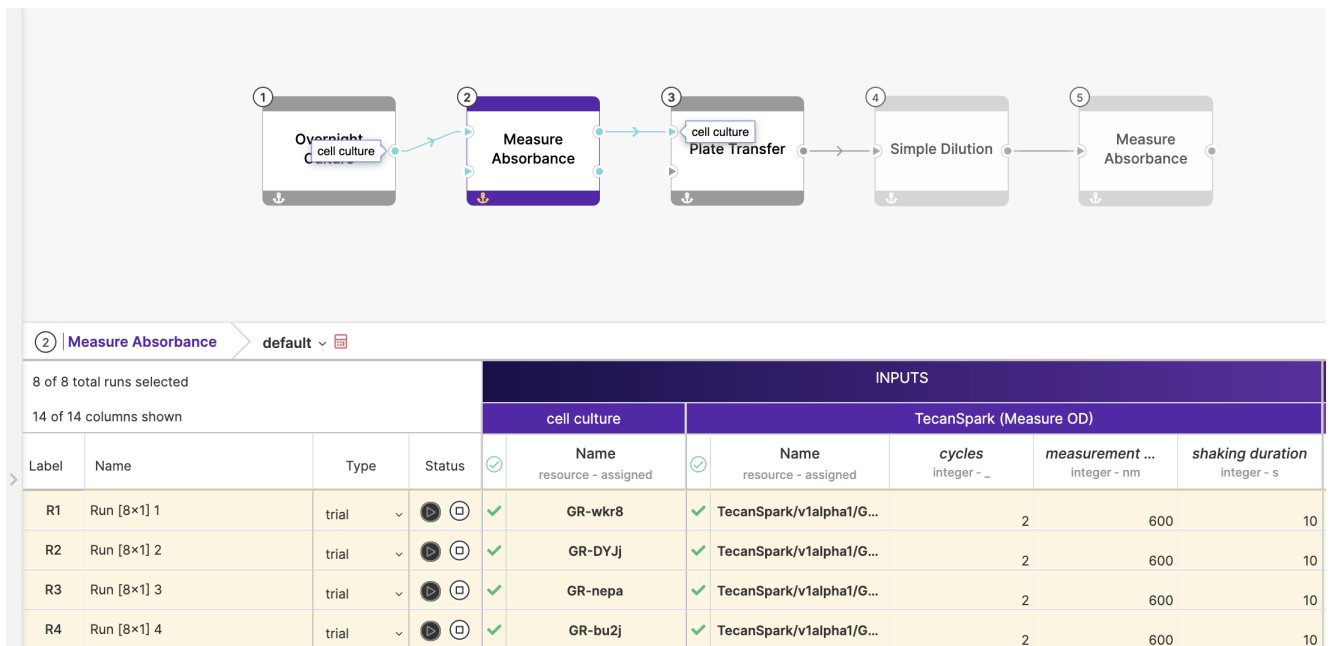 1
2
3
4
5
Overnight
cell culture
Measure
Absorbance
cell culture
Plate Transfer
Simple Dilution
Measure
Absorbance
2 Measure Absorbance default
8 of 8 total runs selected
14 of 14 columns shown
INPUTS
cell culture TecanSpark (Measure OD)
Label Name Type Status Name Name cycles measurement ... shaking duration
resource - assigned resource - assigned integer - _ integer - nm integer - s
R1 Run [8×1] 1 trial GR-wkr8 TecanSpark/v1alpha1/G... 2 600 10
R2 Run [8×1] 2 trial GR-DYJj TecanSpark/v1alpha1/G... 2 600 10
R3 Run [8×1] 3 trial GR-nepa TecanSpark/v1alpha1/G... 2 600 10
R4 Run [8×1] 4 trial GR-bu2j TecanSpark/v1alpha1/G... 2 600 10